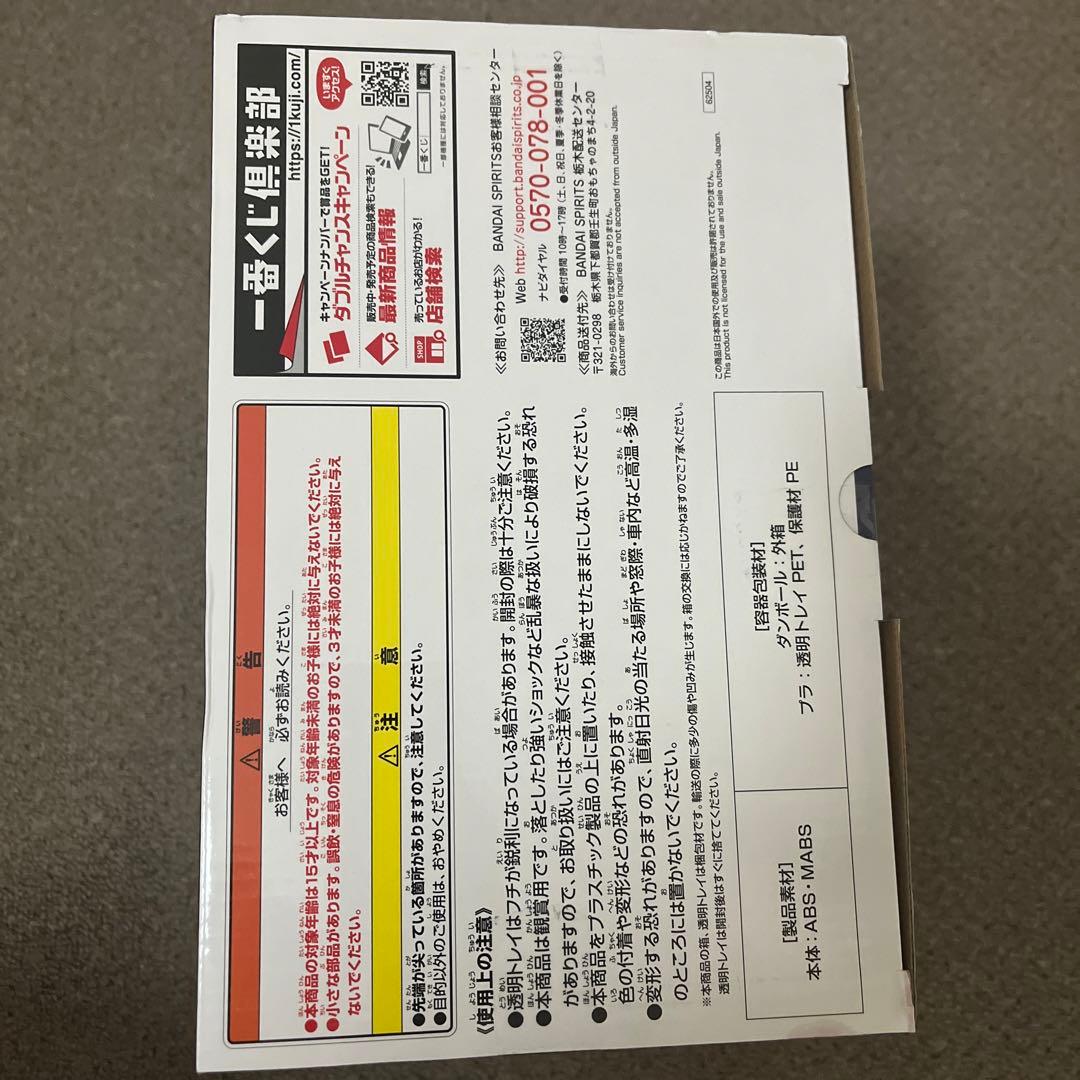 警告
お客様へ 必ずお読みください。
●本商品の対象年齢は15才以上です。対象年齢未満のお子様には絶対に与えないでください。
●小さな部品があります。誤飲・窒息の危険がありますので、3才未満のお子様には絶対に与え
ないでください。
注意
●先端が尖っている箇所がありますので、注意してください。
●目的以外のご使用は、おやめください。
《使用上の注意》
●透明トレイはフチが鋭利になっている場合があります。開封の際は十分ご注意ください。
●本商品は観賞用です。落としたり強いショックなど乱暴な扱いにより破損する恐れ
がありますので、お取り扱いにはご注意ください。
●本商品をプラスチック製品の上に置いたり、接触させたままにしないでください。
色の付着や変形などの恐れがあります。
●変形する恐れがありますので、直射日光の当たる場所や窓際・車内など高温・多湿
のところには置かないでください。
※本商品の箱、透明トレイは梱包材です。輸送の際に多少の傷や凹みが生じます。箱の交換には応じかねますのでご了承ください。
透明トレイは開封後はすぐに捨ててください。
[製品素材]
本体：ABS・MABS
[容器包装材]
ダンボール：外箱
プラ：透明トレイ PET、保護材 PE
一番くじ倶楽部
https://1kuji.com/
キャンペーンナンバーで賞品をGET!
ダブルチャンスキャンペーン
いますぐ
アクセス!
販売中・発売予定の商品検索もできる!
最新商品情報
SHOP
売っているお店がわかる!
店舗検索
一番くじ
検索
一部機種には対応しておりません。
《お問い合わせ先》 BANDAI SPIRITSお客様相談センター
Web http://support.bandaispirits.co.jp
ナビダイヤル 0570-078-001
●受付時間 10時〜17時（土、日、祝日、夏季・冬季休業日を除く）
《商品送付先》 BANDAI SPIRITS 栃木配送センター
〒321-0298 栃木県下都賀郡壬生町おもちゃのまち4-2-20
海外からのお問い合わせは受け付けておりません。
Customer service inquiries are not accepted from outside Japan.
62504
この商品は日本国外での使用及び販売は許諾されておりません。
This product is not licensed for the use and sale outside Japan.